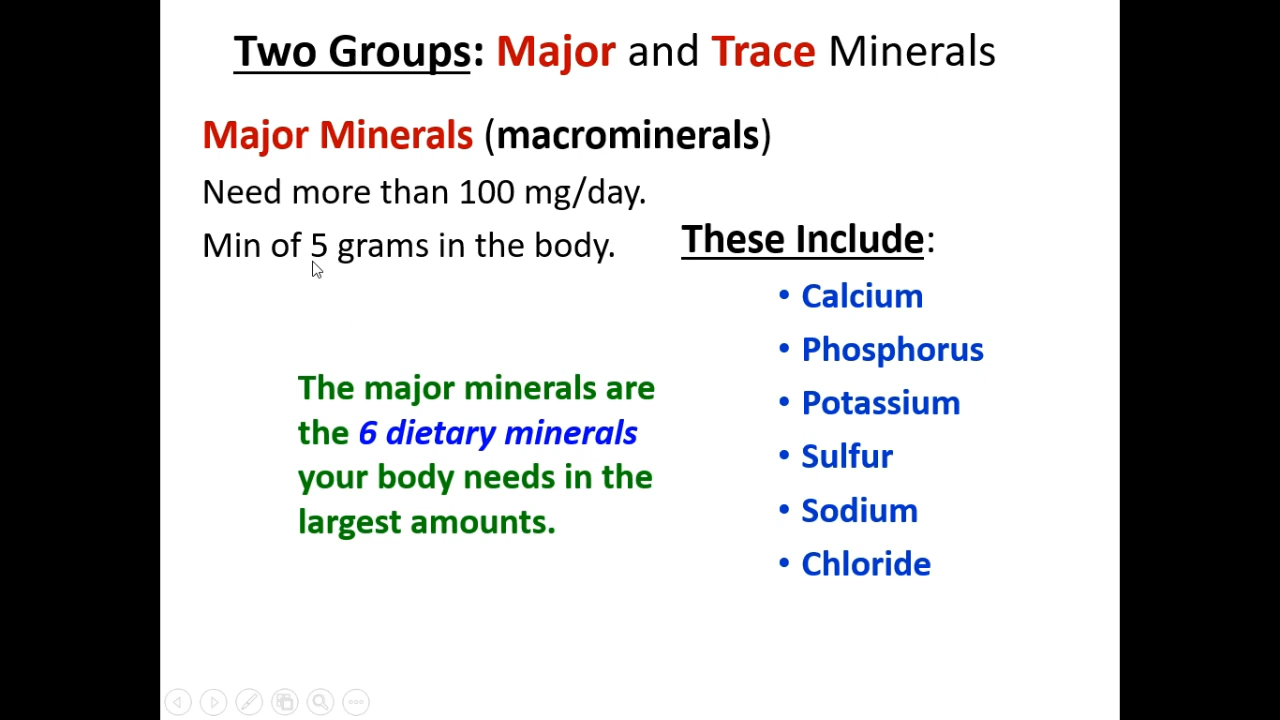 Two Groups: Major and Trace Minerals
Major Minerals (macrominerals)
Need more than 100 mg/day.
Min of 5 grams in the body.
These Include:
• Calcium
• Phosphorus
• Potassium
• Sulfur
• Sodium
• Chloride
The major minerals are
the 6 dietary minerals
your body needs in the
largest amounts.